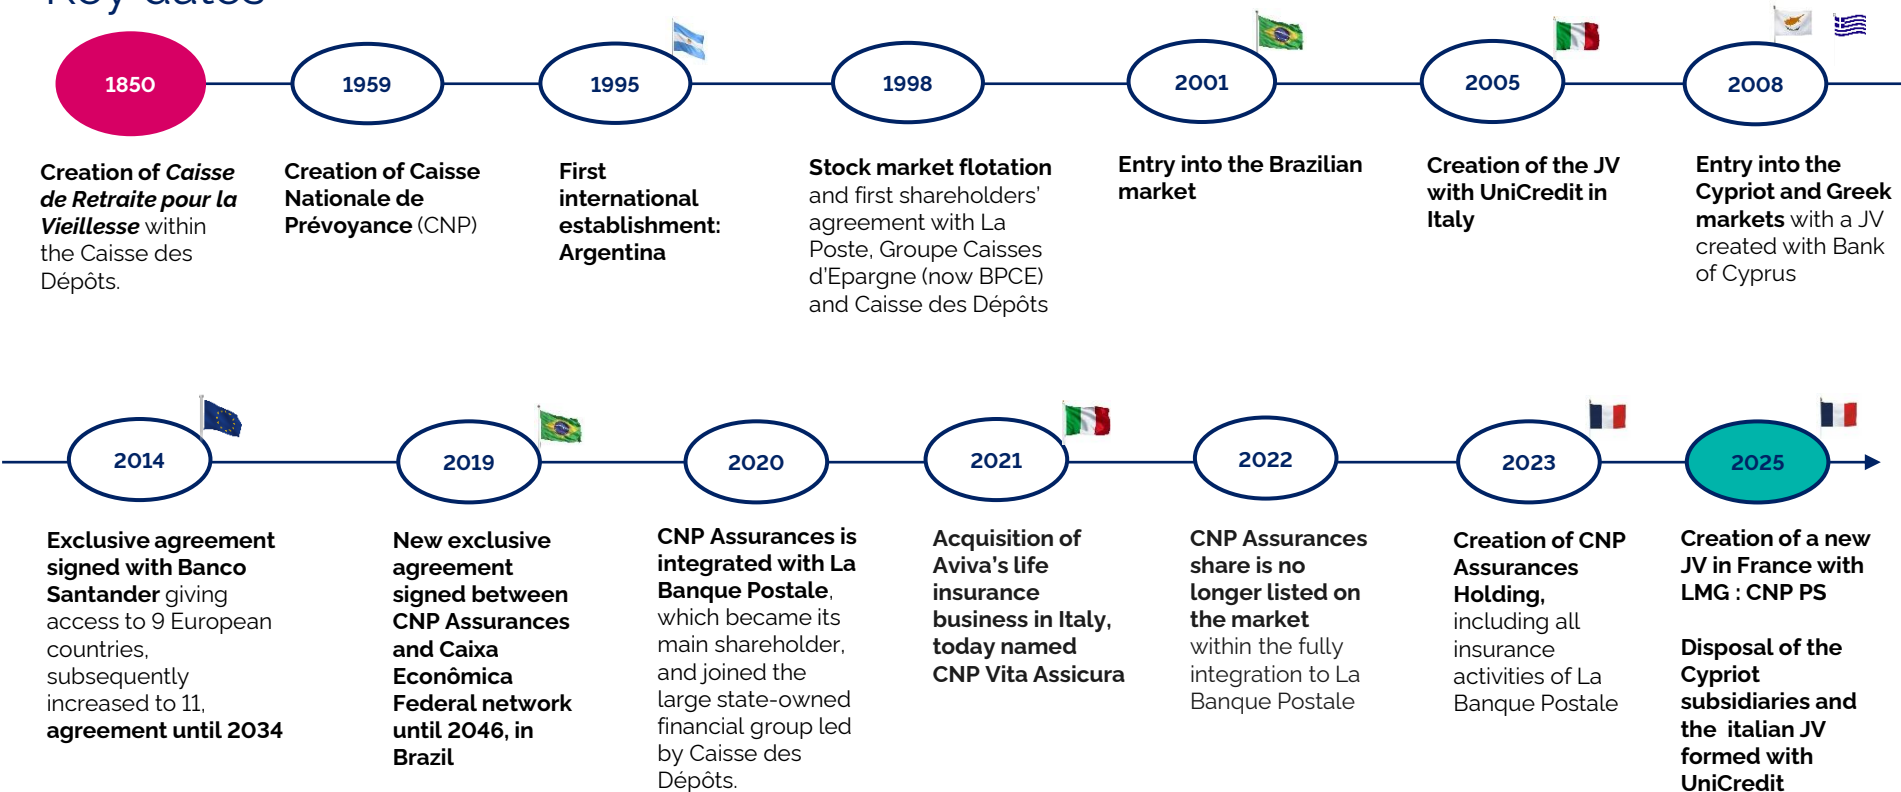 Key dates
1850
1959
1995
1998
2001
2005
2008
Creation of Caisse
de Retraite pour la
Vieillesse within
the Caisse des
Dépôts.
Creation of Caisse
Nationale de
Prévoyance (CNP)
First
international
establishment:
Argentina
Stock market flotation
and first shareholders'
agreement with La
Poste, Groupe Caisses
d'Epargne (now BPCE)
and Caisse des Dépôts
Entry into the Brazilian
market
Creation of the JV
with UniCredit in
Italy
Entry into the
Cypriot and Greek
markets with a JV
created with Bank
of Cyprus
2014
2019
2020
2021
2022
2023
2025
Exclusive agreement
signed with Banco
Santander giving
access to 9 European
countries,
subsequently
increased to 11,
agreement until 2034
New exclusive
agreement
signed between
CNP Assurances
and Caixa
Econômica
Federal network
until 2046, in
Brazil
CNP Assurances is
integrated with La
Banque Postale,
which became its
main shareholder,
and joined the
large state-owned
financial group led
by Caisse des
Dépôts.
Acquisition of
Aviva's life
insurance
business in Italy,
today named
CNP Vita Assicura
CNP Assurances
share is no
longer listed on
the market
within the fully
integration to La
Banque Postale
Creation of CNP
Assurances
Holding,
including all
insurance
activities of La
Banque Postale
Creation of a new
JV in France with
LMG : CNP PS
Disposal of the
Cypriot
subsidiaries and
the italian JV
formed with
UniCredit